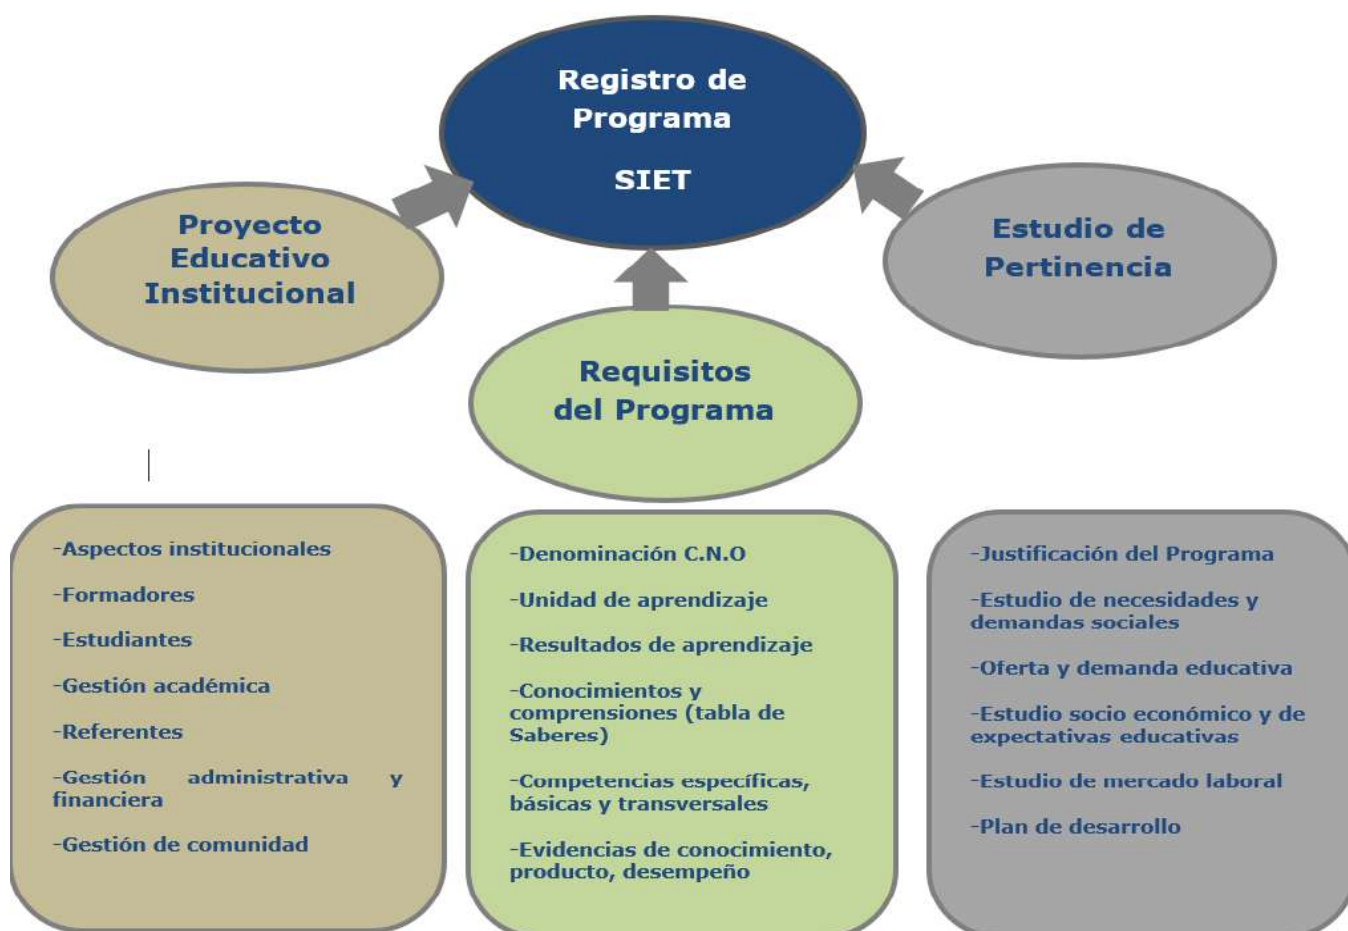 Registro de
Programa
SIET
Proyecto
Educativo
Institucional
Estudio de
Pertinencia
Requisitos
del Programa
-Aspectos institucionales
-Formadores
-Estudiantes
-Gestión académica
-Referentes
-Gestión administrativa y
financiera
-Gestión de comunidad
-Denominación C.N.O
-Unidad de aprendizaje
-Resultados de aprendizaje
-Conocimientos y
comprensiones (tabla de
Saberes)
-Competencias específicas,
básicas y transversales
-Evidencias de conocimiento,
producto, desempeño
-Justificación del Programa
-Estudio de necesidades y
demandas sociales
-Oferta y demanda educativa
-Estudio socio económico y de
expectativas educativas
-Estudio de mercado laboral
-Plan de desarrollo